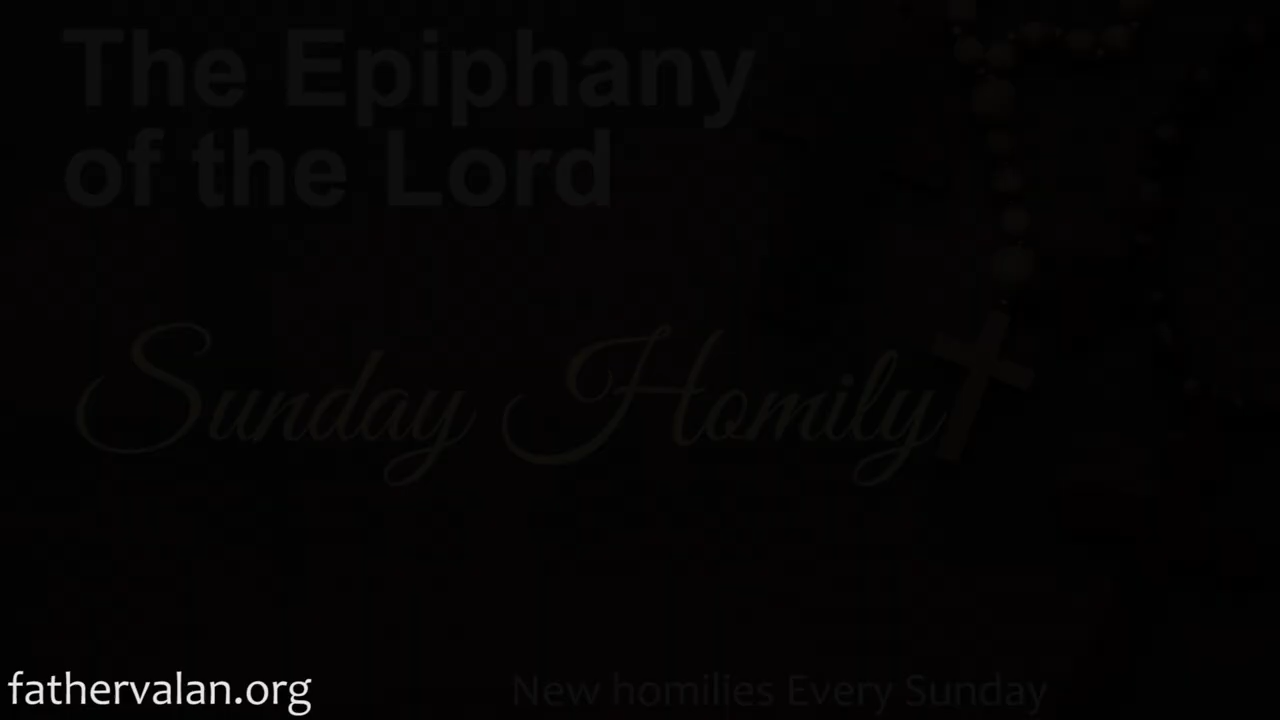 The Epiphany
of the Lord
Sunday Homily
fathervalan.org
New homilies Every Sunday